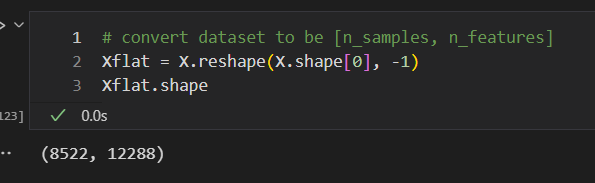 1 # convert dataset to be [n_samples, n_features]
2 Xflat = X.reshape(X.shape[0], -1)
3 Xflat.shape
123] 0.0s
(8522, 12288)